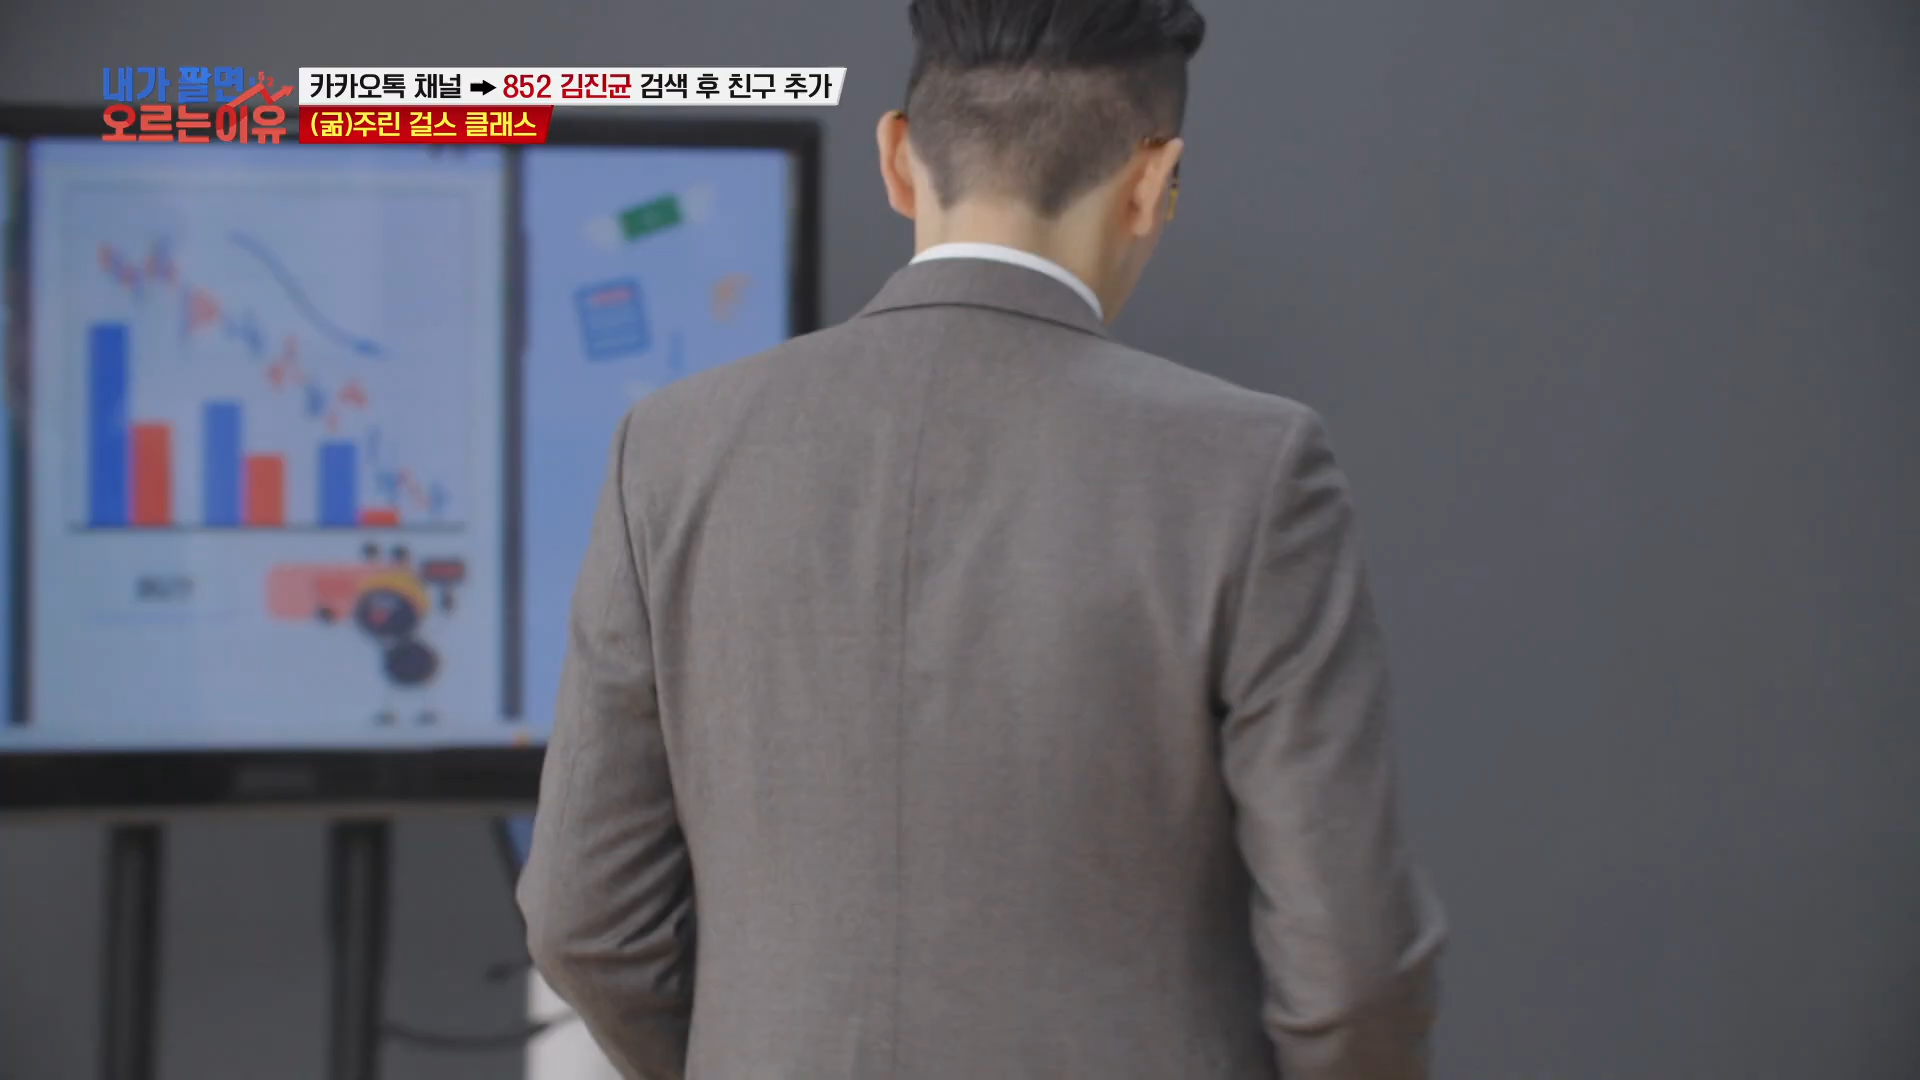 내가 팔면
오르는 이유
카카오톡 채널 ➡ 852 김진균 검색 후 친구 추가
(굶)주린 걸스 클래스
BUY